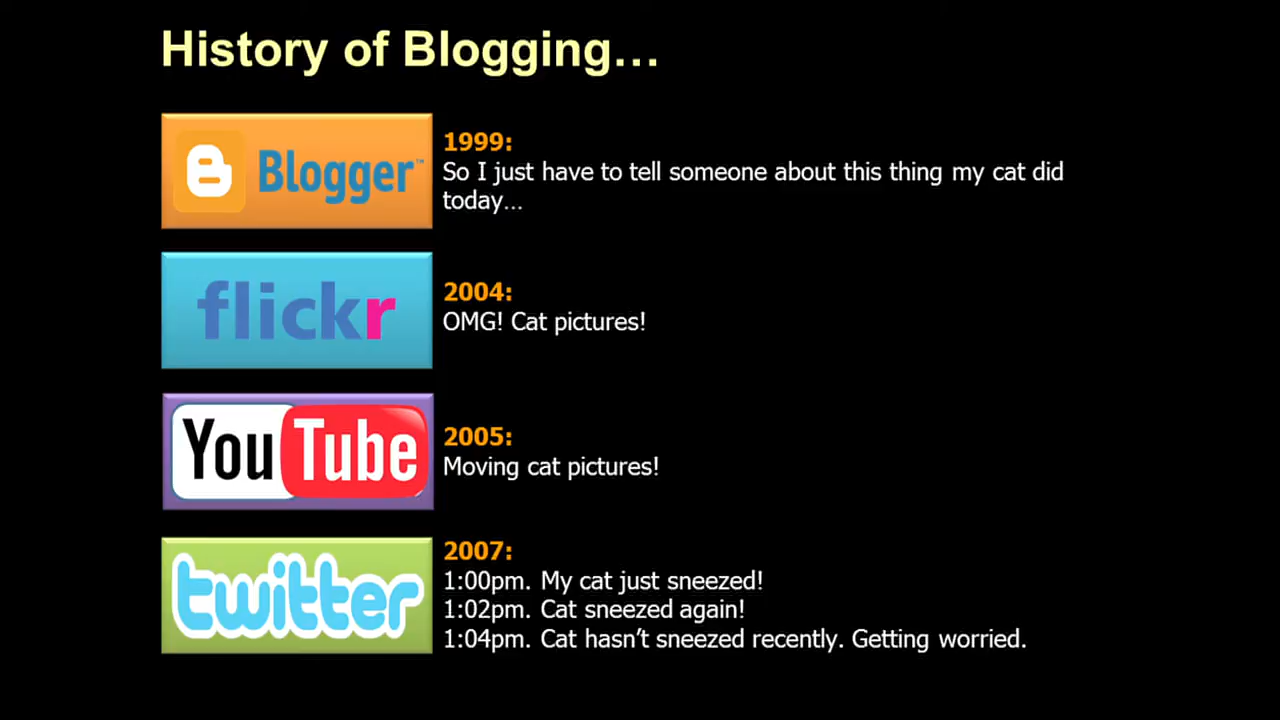 History of Blogging…
Blogger™
1999:
So I just have to tell someone about this thing my cat did
today…
flickr
2004:
OMG! Cat pictures!
YouTube
2005:
Moving cat pictures!
twitter
2007:
1:00pm. My cat just sneezed!
1:02pm. Cat sneezed again!
1:04pm. Cat hasn’t sneezed recently. Getting worried.